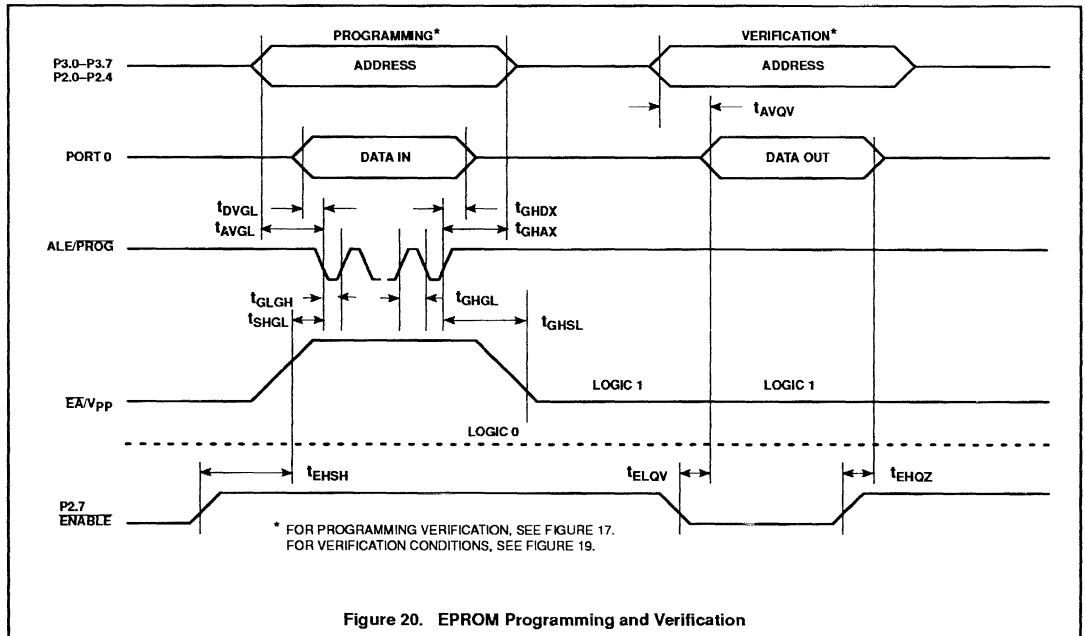 PROGRAMMING*
VERIFICATION*
P3.0–P3.7
P2.0–P2.4
ADDRESS
ADDRESS
tAVQV
PORT 0
DATA IN
DATA OUT
tDVGL
tGHDX
tAVGL
tGHAX
ALE/PROG
tGLGH
tGHGL
tSHGL
tGHSL
LOGIC 1
LOGIC 1
EA/VPP
LOGIC 0
tEHSH
tELQV
tEHQZ
P2.7
ENABLE
* FOR PROGRAMMING VERIFICATION, SEE FIGURE 17.
FOR VERIFICATION CONDITIONS, SEE FIGURE 19.
Figure 20. EPROM Programming and Verification